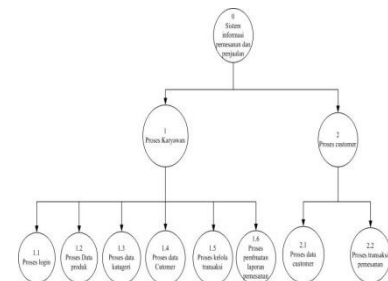 0
Sistem
informasi
pemesanan dan
penjualan
1
Proses Karyawan
2
Proses customer
1.1
Proses login
1.2
Proses Data
produk
1.3
Proses data
kategori
1.4
Proses data
Cutomer
1.5
Proses kelola
transaksi
1.6
Proses
pembuatan
laporan
pemesanan
2.1
Proses data
customer
2.2
Proses transaksi
pemesanan